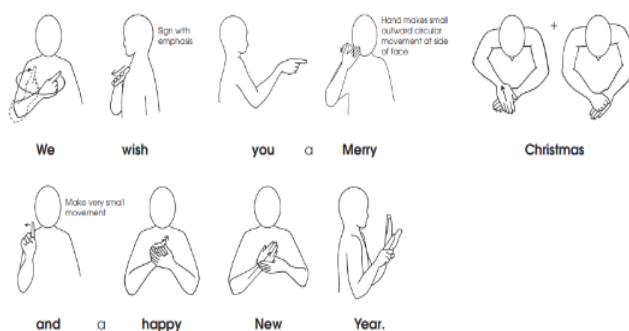 Sign with
emphasis
Hand makes small
outward circular
movement at side
of face
+
We wish you a Merry Christmas
Make very small
movement
and a happy New Year.